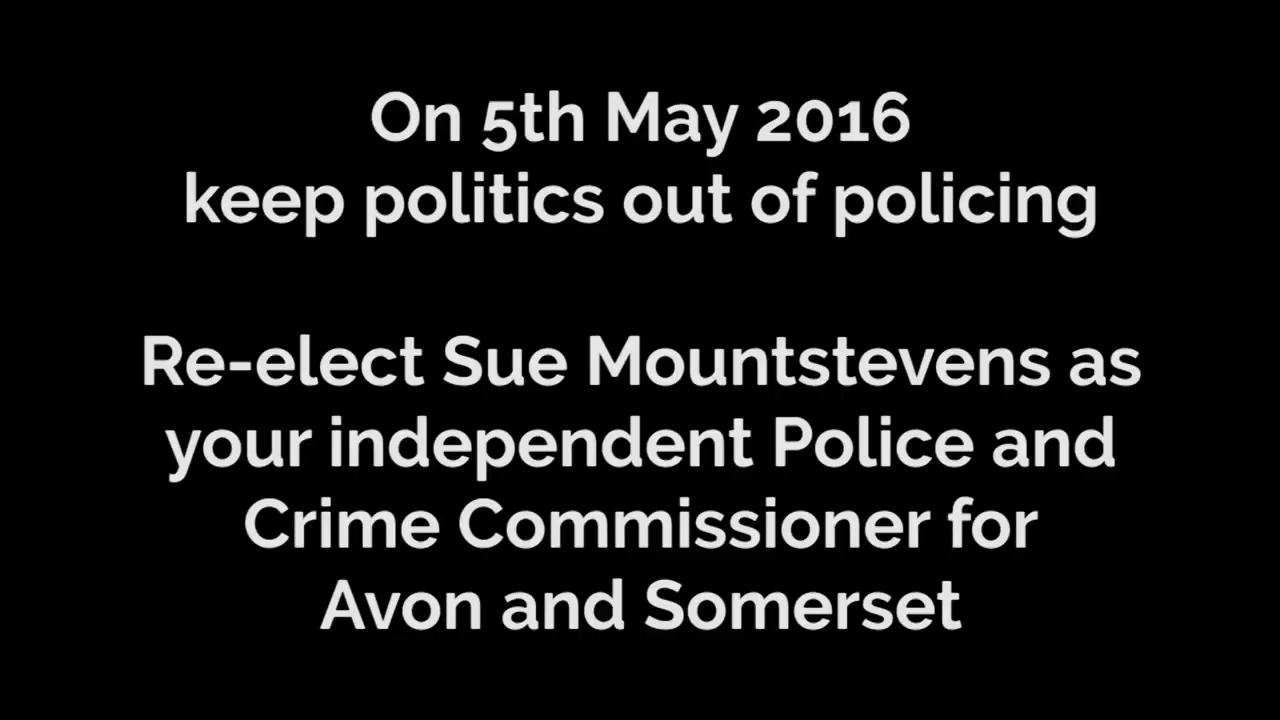 On 5th May 2016
keep politics out of policing
Re-elect Sue Mountstevens as
your independent Police and
Crime Commissioner for
Avon and Somerset